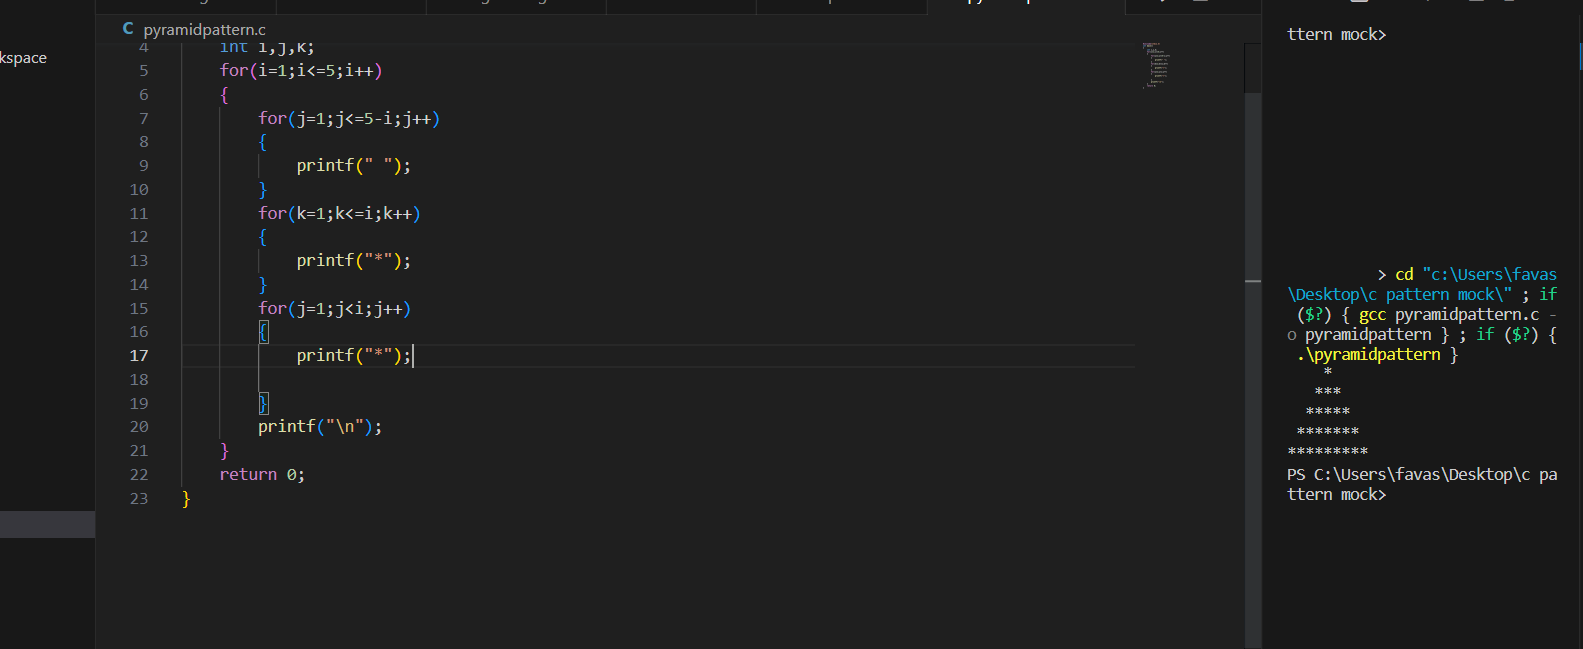 kspace
C pyramidpattern.c
4 int i,j,k;
5 for(i=1;i<=5;i++)
6 {
7 for(j=1;j<=5-i;j++)
8 {
9 printf(" ");
10 }
11 for(k=1;k<=i;k++)
12 {
13 printf("*");
14 }
15 for(j=1;j<i;j++)
16 {
17 printf("*");
18
19 }
20 printf("\n");
21 }
22 return 0;
23 }
ttern mock>
> cd "c:\Users\favas
\Desktop\c pattern mock\" ; if
($?) { gcc pyramidpattern.c -
o pyramidpattern } ; if ($?) {
.\pyramidpattern }
    *
   ***
  *****
 *******
*********
PS C:\Users\favas\Desktop\c pa
ttern mock>